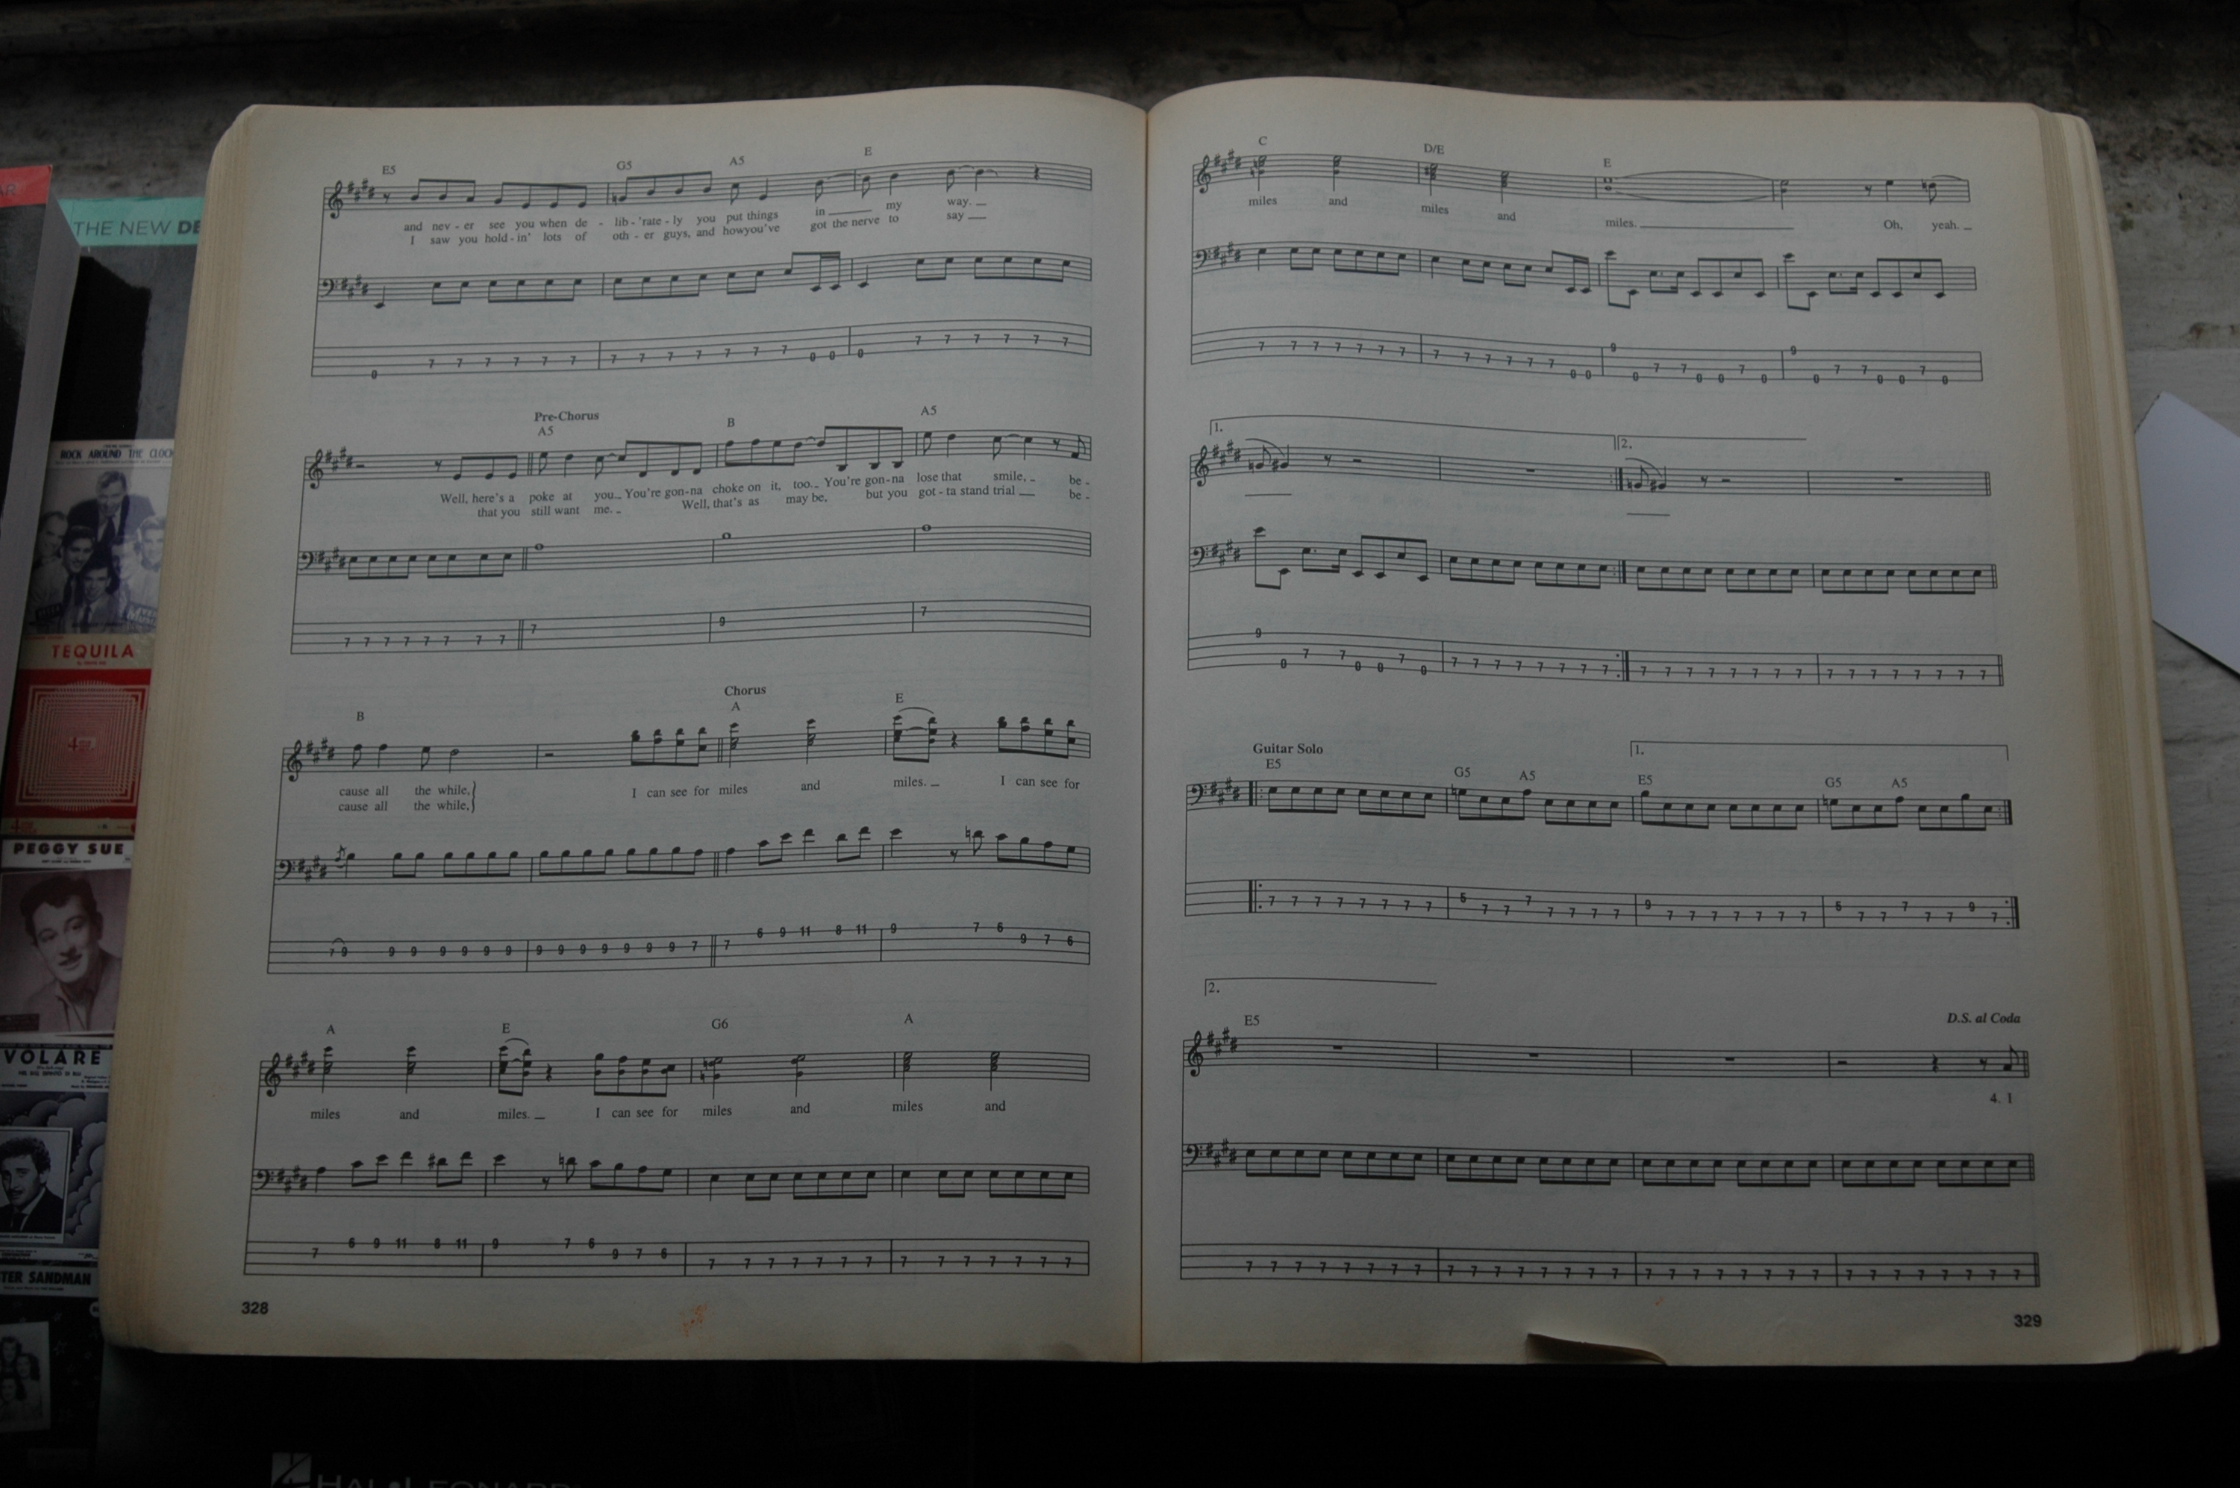 THE NEW
ROCK AROUND THE CLOCK
TEQUILA
PEGGY SUE
VOLARE
SANDMAN
E5 G5 A5 E
and nev - er see you when de - lib - 'rate - ly you put things in my way.
I saw you hold - in' lots of oth - er guys, and how you've got the nerve to say
0 7 7 7 7 7 7 7 7 7 7 7 7 7 0 0 0 7 7 7 7 7 7
Pre-Chorus
A5 B A5
Well, here's a poke at you. You're gon-na choke on it, too. You're gon-na lose that smile, be -
that you still want me. Well, that's as may be, but you got - ta stand trial be -
7 7 7 7 7 7 7 7 7 9 7
Chorus
B A E
cause all the while, I can see for miles and miles. I can see for
cause all the while,
7 9 9 9 9 9 9 9 9 9 9 9 9 9 9 9 7 7 6 9 11 8 11 9 7 6 9 7 6
A E G6 A
miles and miles. I can see for miles and miles and
7 6 9 11 8 11 9 7 6 9 7 6 7 7 7 7 7 7 7 7 7 7 7 7 7 7
328
C D/E E
miles and miles and miles. Oh, yeah.
7 7 7 7 7 7 7 7 7 7 7 7 7 0 0 9 0 7 7 0 0 7 0 9 0 7 7 0 0 7 0
1. 2.
9 0 7 7 0 0 7 0 7 7 7 7 7 7 7 7 7 7 7 7 7 7 7 7 7 7 7 7 7 7 7 7
Guitar Solo 1.
E5 G5 A5 E5 G5 A5
7 7 7 7 7 7 7 7 5 7 7 7 7 7 7 7 9 7 7 7 7 7 7 7 5 7 7 7 7 7 9 7
2.
E5 D.S. al Coda
4. I
7 7 7 7 7 7 7 7 7 7 7 7 7 7 7 7 7 7 7 7 7 7 7 7 7 7 7 7 7 7 7 7
329
HAL LEONARD